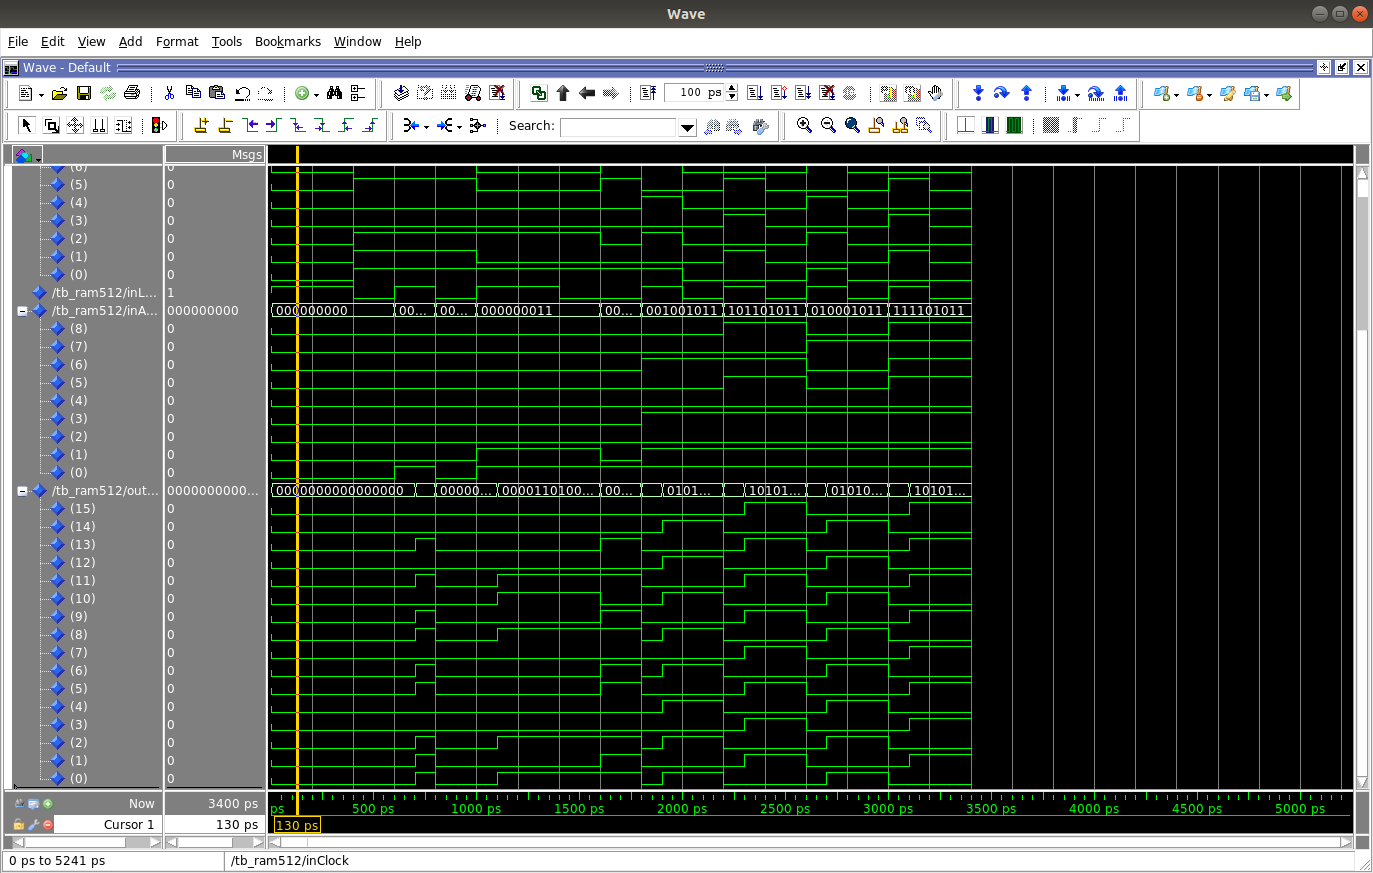 Wave
File Edit View Add Format Tools Bookmarks Window Help
Wave - Default
100 ps
Search:
Msgs
(6) 0
(5) 0
(4) 0
(3) 0
(2) 0
(1) 0
(0) 0
/tb_ram512/inL... 1
/tb_ram512/inA... 000000000 000000000 00... 00... 000000011 00... 001001011 101101011 010001011 111101011
(8) 0
(7) 0
(6) 0
(5) 0
(4) 0
(3) 0
(2) 0
(1) 0
(0) 0
/tb_ram512/out... 0000000000... 0000000000000000 00000... 0000110100... 00... 0101... 10101... 01010... 10101...
(15) 0
(14) 0
(13) 0
(12) 0
(11) 0
(10) 0
(9) 0
(8) 0
(7) 0
(6) 0
(5) 0
(4) 0
(3) 0
(2) 0
(1) 0
(0) 0
Now 3400 ps ps 500 ps 1000 ps 1500 ps 2000 ps 2500 ps 3000 ps 3500 ps 4000 ps 4500 ps 5000 ps
Cursor 1 130 ps 130 ps
0 ps to 5241 ps /tb_ram512/inClock